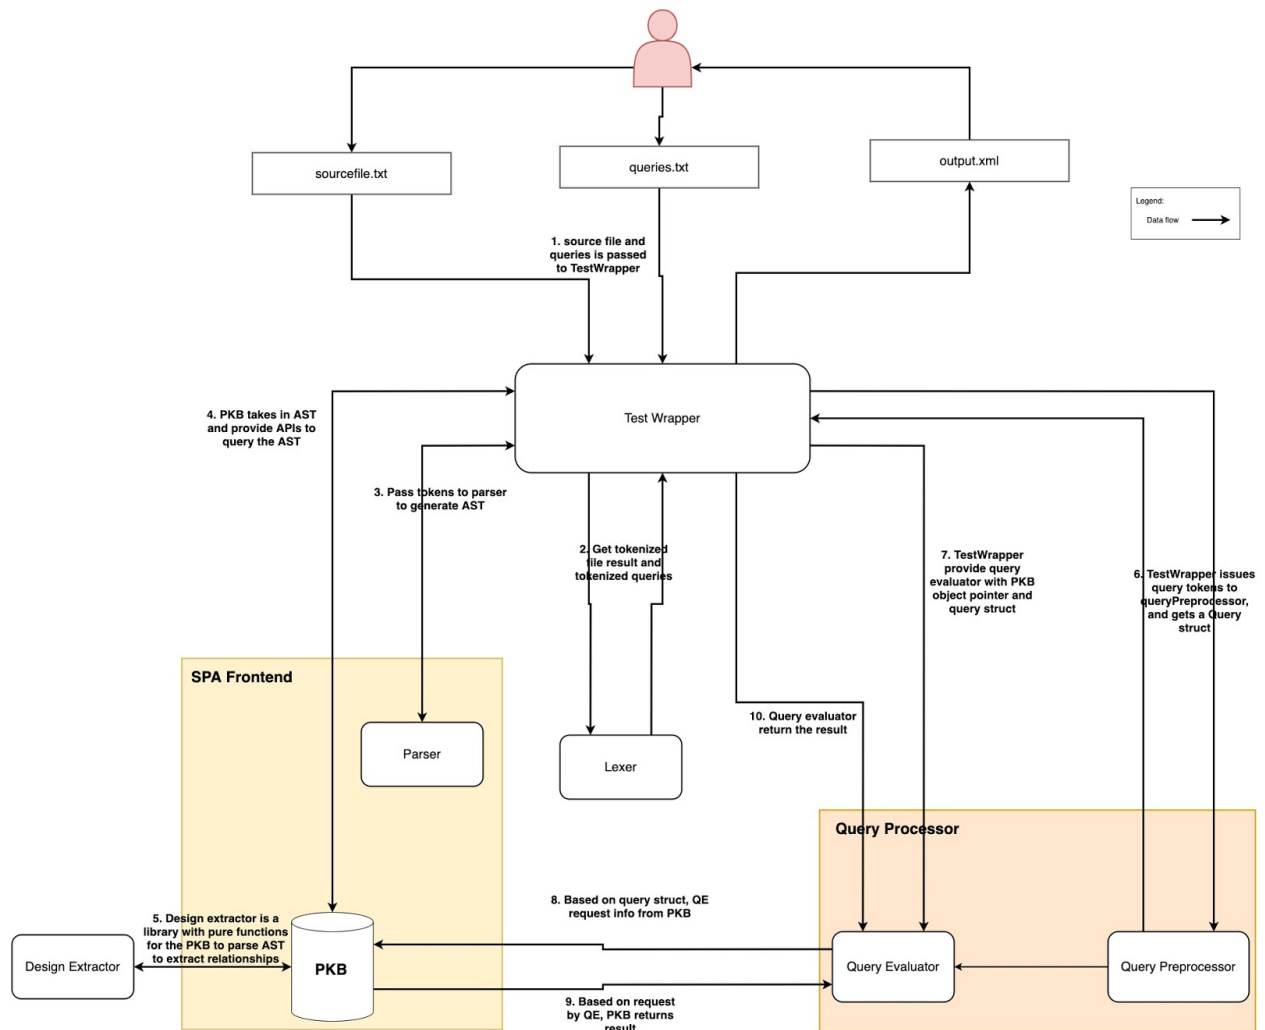 sourcefile.txt
queries.txt
output.xml
Legend:
Data flow
1. source file and
queries is passed
to TestWrapper
Test Wrapper
4. PKB takes in AST
and provide APIs to
query the AST
3. Pass tokens to parser
to generate AST
2. Get tokenized
file result and
tokenized queries
7. TestWrapper
provide query
evaluator with PKB
object pointer and
query struct
6. TestWrapper issues
query tokens to
queryPreprocessor,
and gets a Query
struct
SPA Frontend
Parser
Lexer
10. Query evaluator
return the result
Query Processor
8. Based on query struct, QE
request info from PKB
5. Design extractor is a
library with pure functions
for the PKB to parse AST
to extract relationships
Design Extractor
PKB
Query Evaluator
Query Preprocessor
9. Based on request
by QE, PKB returns
result